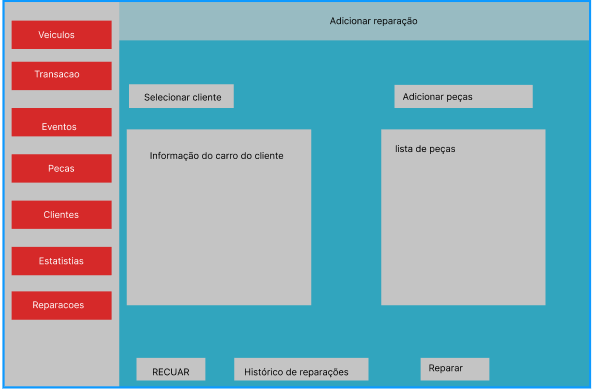 Adicionar reparação
Veiculos
Transacao
Eventos
Pecas
Clientes
Estatistias
Reparacoes
Selecionar cliente
Adicionar peças
Informação do carro do cliente
lista de peças
RECUAR
Histórico de reparações
Reparar